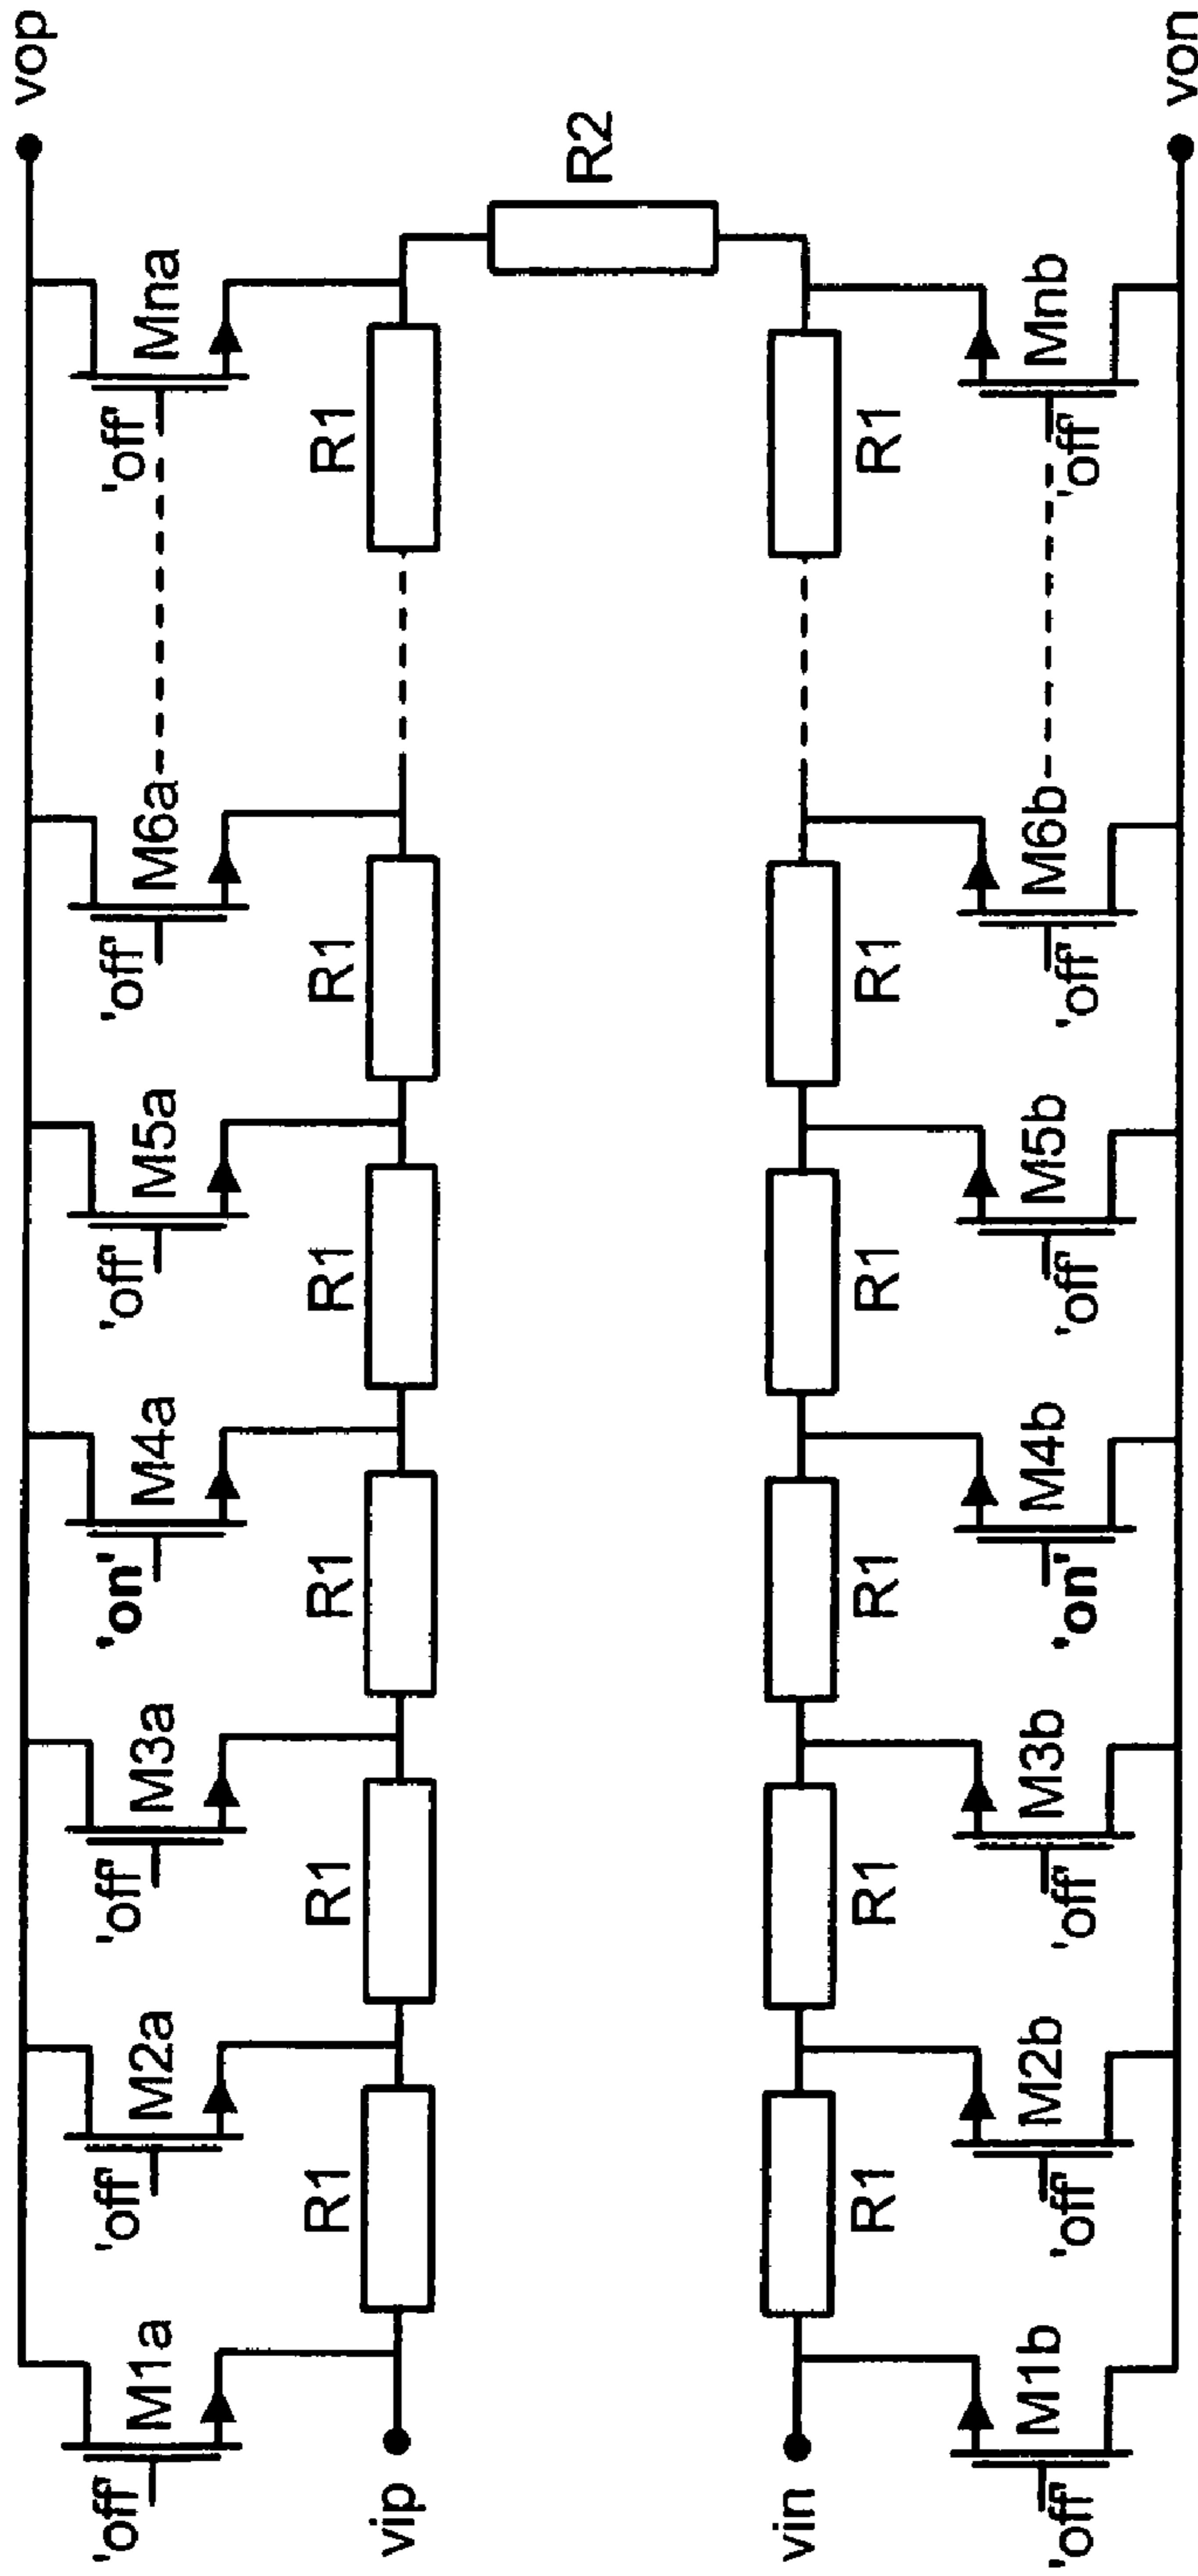 vop
von
R2
Mna
'off'
R1
R1
Mnb
'off'
M6a
'off'
R1
R1
M6b
'off'
M5a
'off'
R1
R1
M5b
'off'
M4a
'on'
R1
R1
M4b
'on'
M3a
'off'
R1
R1
M3b
'off'
M2a
'off'
R1
R1
M2b
'off'
M1a
'off'
M1b
'off'
vip
vin